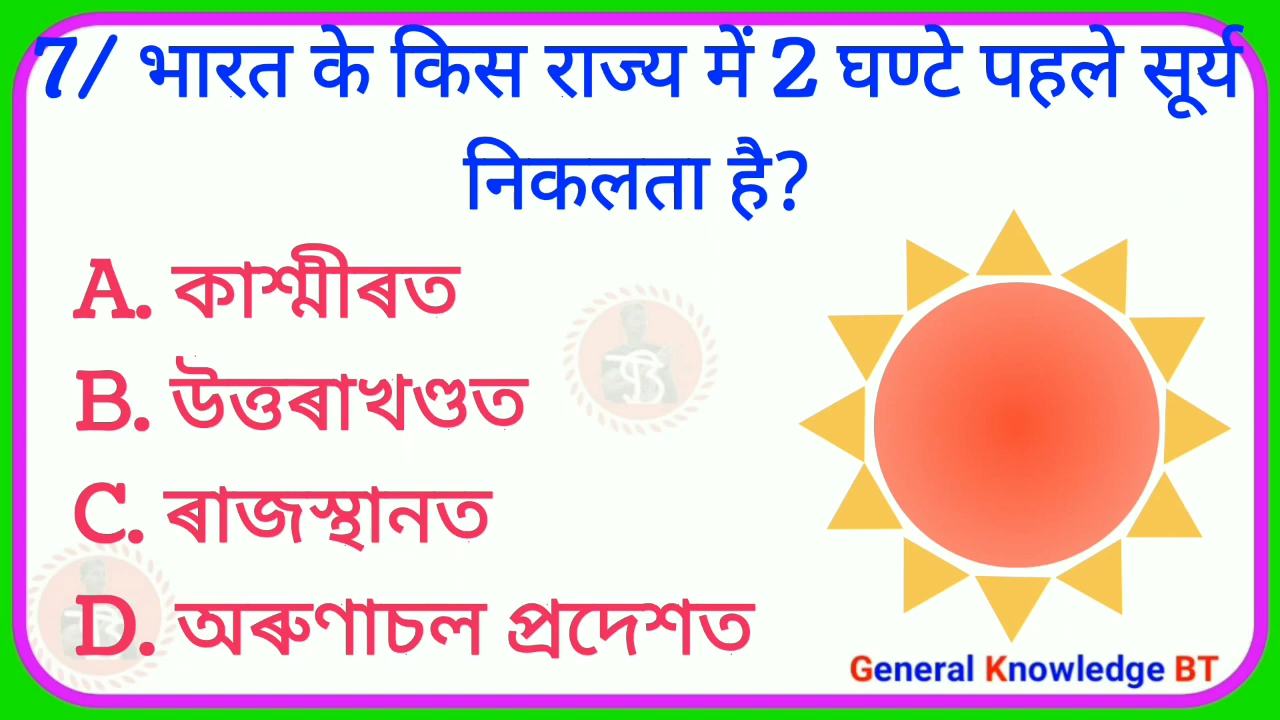 7/ भारत के किस राज्य में 2 घण्टे पहले सूर्य
निकलता है?
A. কাশ্মীৰত
B. উত্তৰাখণ্ডত
C. ৰাজস্থানত
D. অৰুণাচল প্ৰদেশত
General Knowledge BT